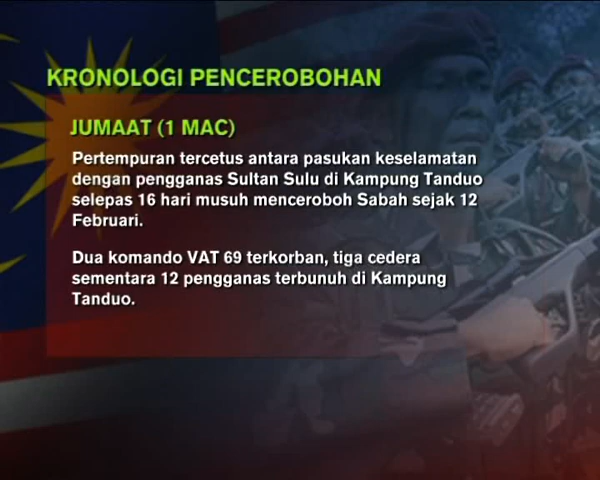 KRONOLOGI PENCEROBOHAN
JUMAAT (1 MAC)
Pertempuran tercetus antara pasukan keselamatan
dengan pengganas Sultan Sulu di Kampung Tanduo
selepas 16 hari musuh menceroboh Sabah sejak 12
Februari.
Dua komando VAT 69 terkorban, tiga cedera
sementara 12 pengganas terbunuh di Kampung
Tanduo.